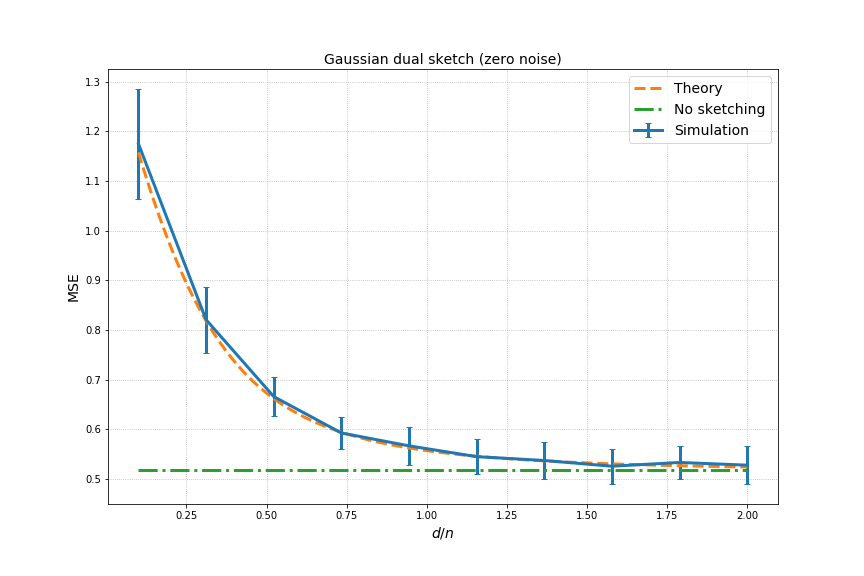 Gaussian dual sketch (zero noise)
Theory
No sketching
Simulation
1.3
1.2
1.1
1.0
0.9
0.8
0.7
0.6
0.5
MSE
0.25 0.50 0.75 1.00 1.25 1.50 1.75 2.00
d/n